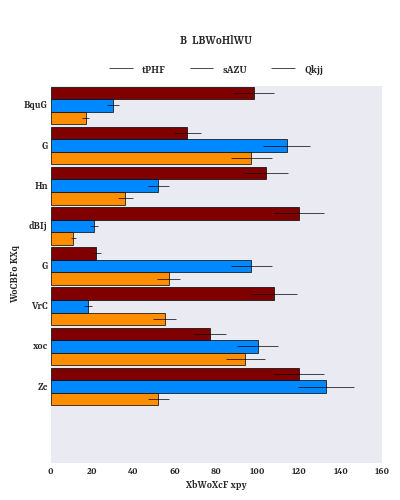 B  LBWoHlWU
tPHF sAZU Qkjj
BquG
G
Hn
dBIj
G
VrC
xoc
Zc
WoCBFo KXq
0 20 40 60 80 100 120 140 160
XbWoXcF xpy